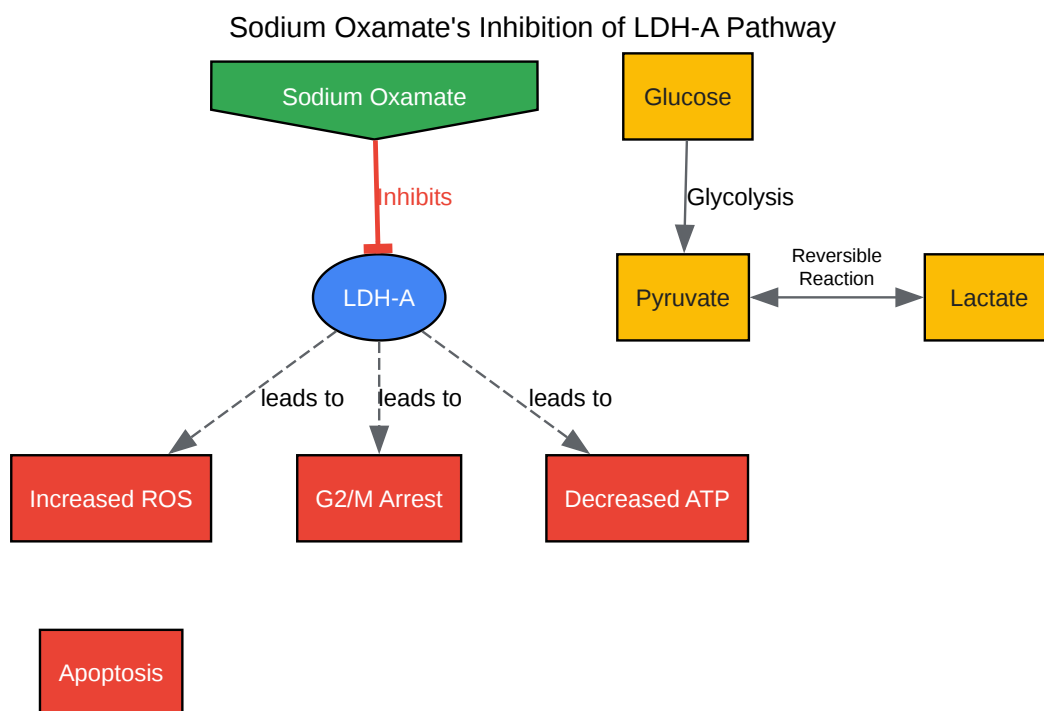 Sodium Oxamate's Inhibition of LDH-A Pathway
Sodium Oxamate
Glucose
Inhibits
Glycolysis
LDH-A
Pyruvate
Reversible
Reaction
Lactate
leads to
leads to
leads to
Increased ROS
G2/M Arrest
Decreased ATP
Apoptosis